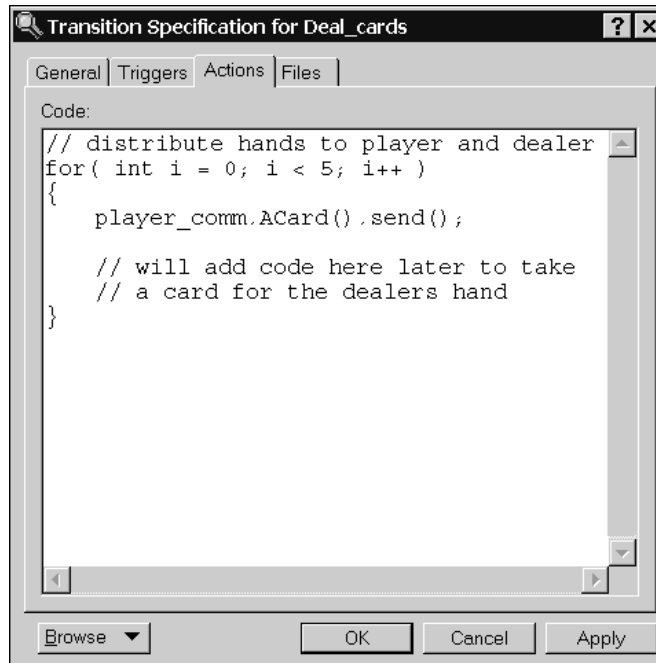 Transition Specification for Deal_cards
General Triggers Actions Files
Code:
// distribute hands to player and dealer
for( int i = 0; i < 5; i++ )
{
    player_comm.ACard().send();
    // will add code here later to take
    // a card for the dealers hand
}
Browse OK Cancel Apply